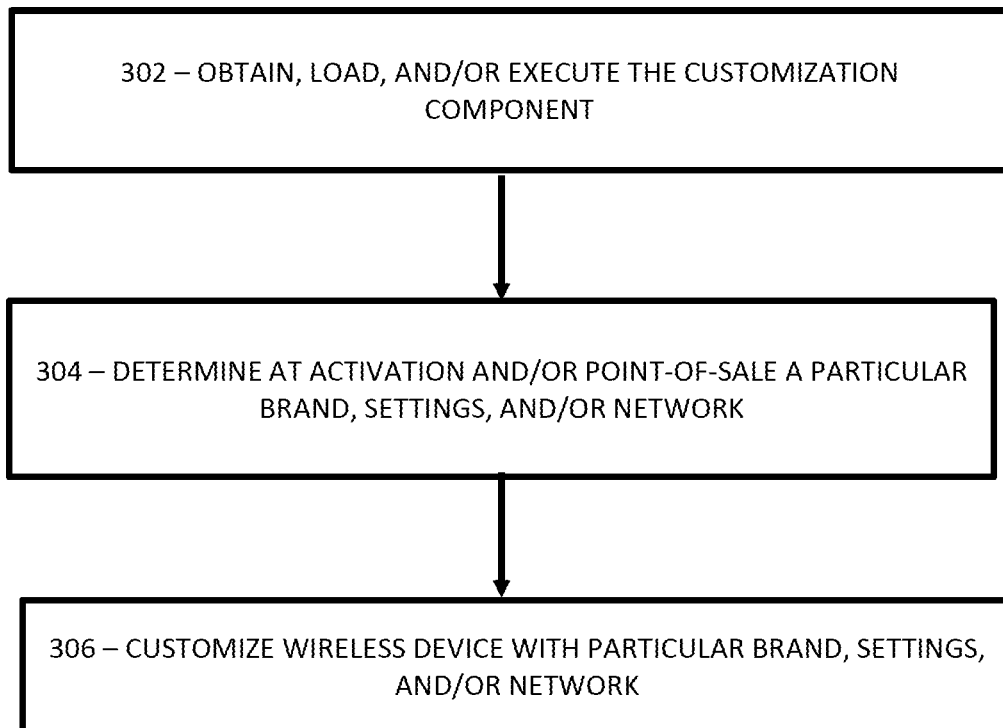 302 – OBTAIN, LOAD, AND/OR EXECUTE THE CUSTOMIZATION
COMPONENT
304 – DETERMINE AT ACTIVATION AND/OR POINT-OF-SALE A PARTICULAR
BRAND, SETTINGS, AND/OR NETWORK
306 – CUSTOMIZE WIRELESS DEVICE WITH PARTICULAR BRAND, SETTINGS,
AND/OR NETWORK